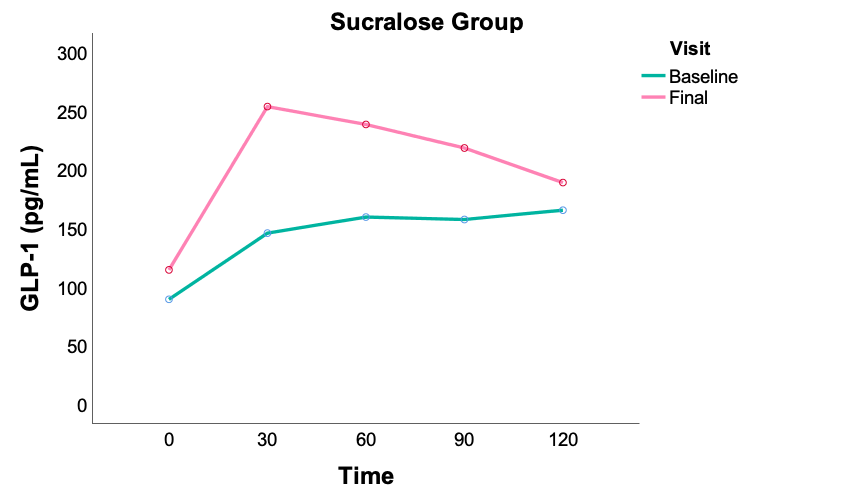 Sucralose Group
Visit
Baseline
Final
GLP-1 (pg/mL)
300
250
200
150
100
50
0
0 30 60 90 120
Time